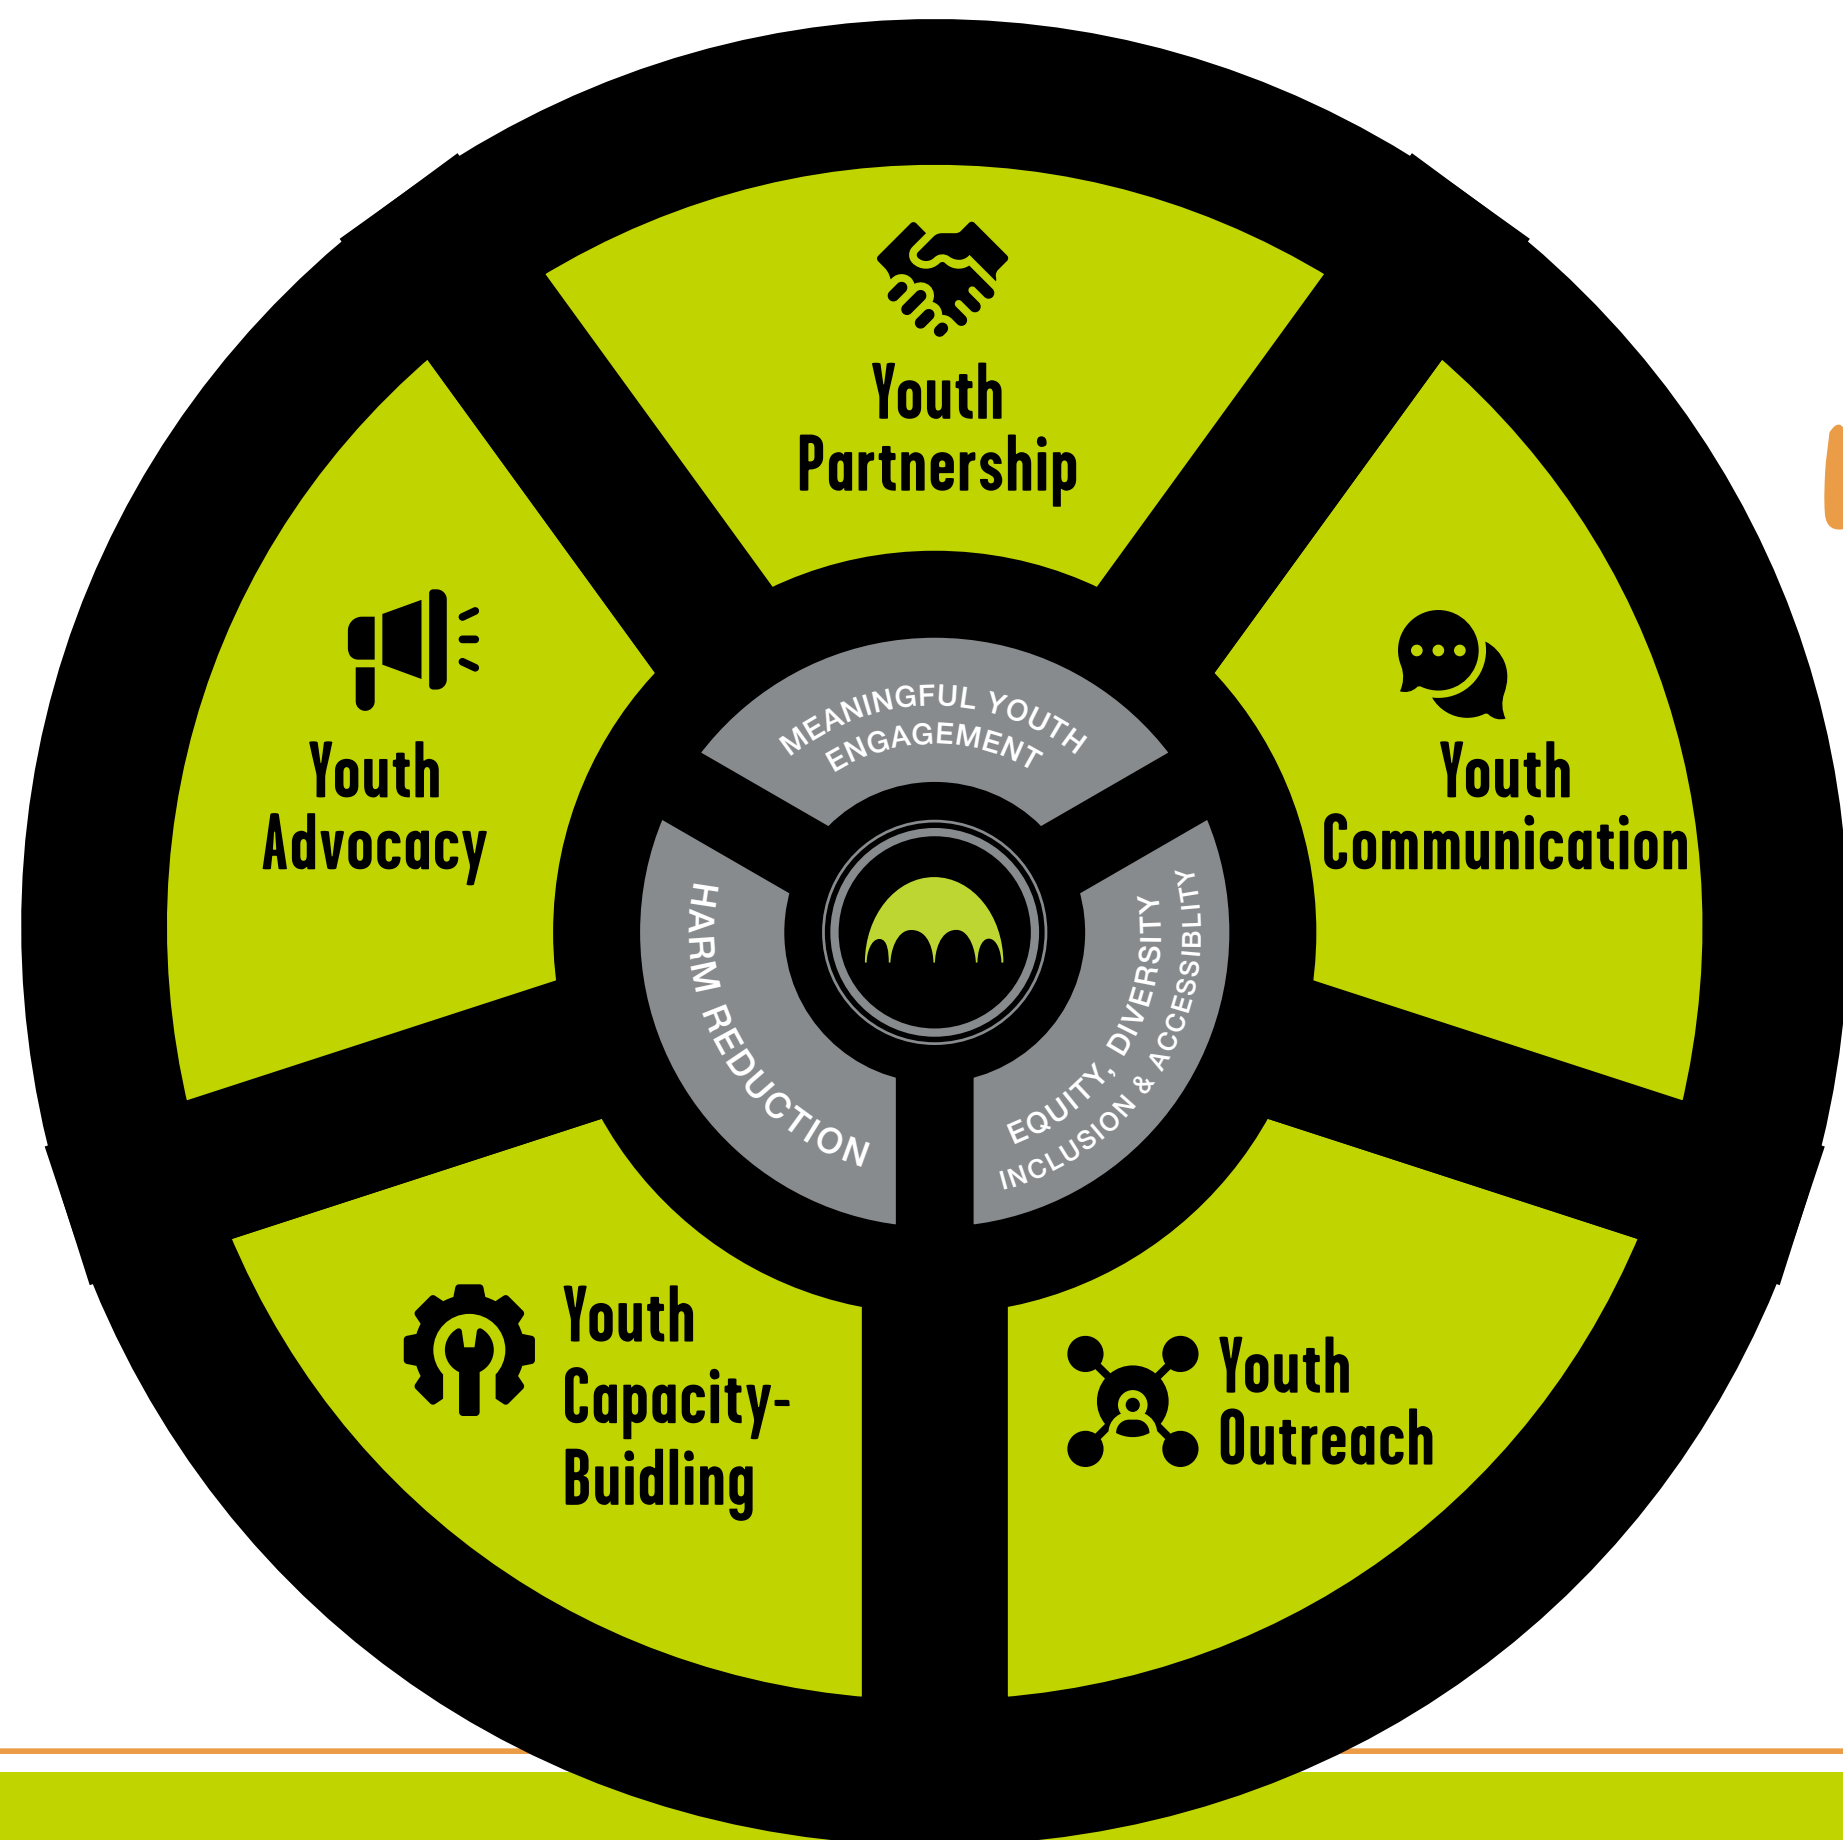 Youth
Partnership
Youth
Advocacy
Youth
Communication
MEANINGFUL YOUTH
ENGAGEMENT
HARM REDUCTION
EQUITY, DIVERSITY
INCLUSION & ACCESSIBLITY
Youth
Capacity-
Buidling
Youth
Outreach